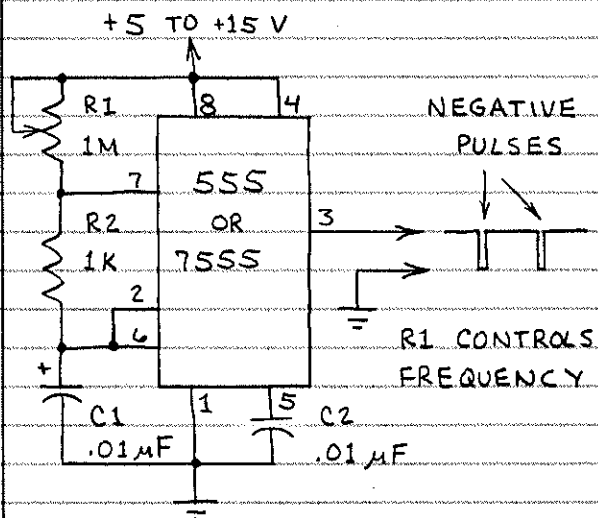 +5 TO +15 V
R1
1M
8
4
NEGATIVE
PULSES
7
555
OR
7555
3
R2
1K
2
6
R1 CONTROLS
FREQUENCY
+
C1
.01 µF
1
5
C2
.01 µF